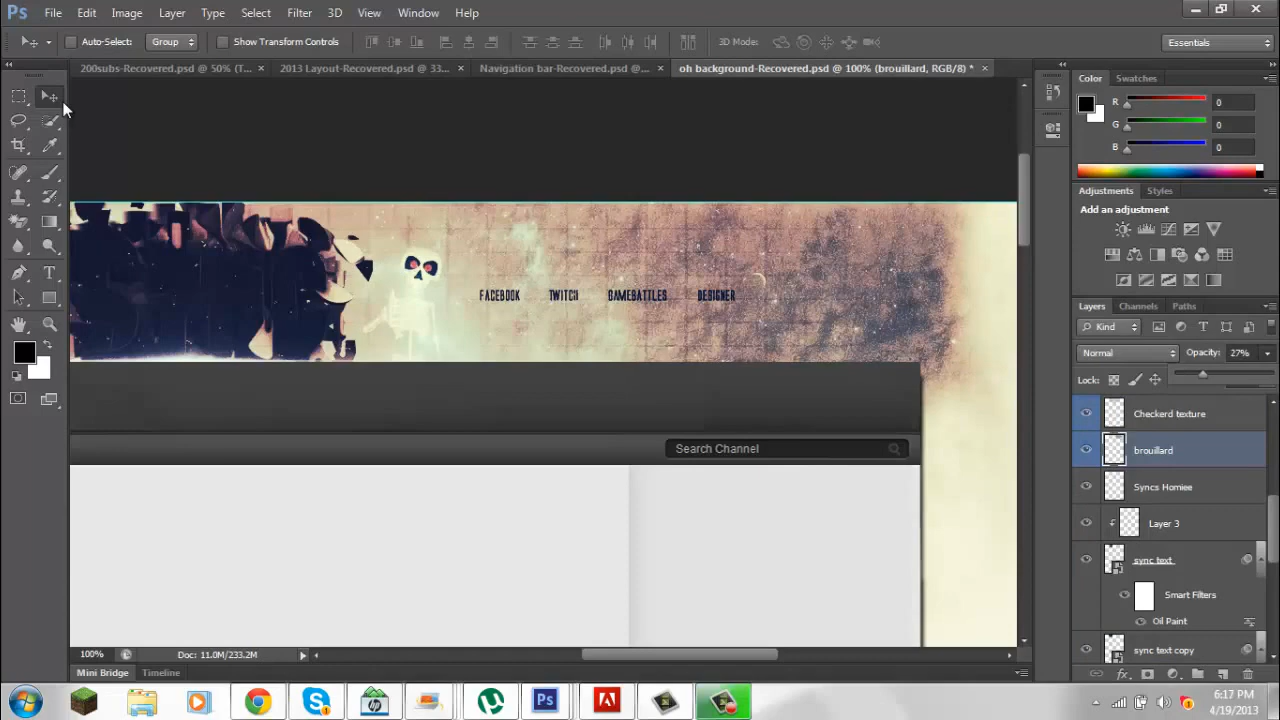 Ps File Edit Image Layer Type Select Filter 3D View Window Help
Auto-Select: Group Show Transform Controls 3D Mode: Essentials
200subs-Recovered.psd @ 50% (T... × 2013 Layout-Recovered.psd @ 33... × Navigation bar-Recovered.psd @... × oh background-Recovered.psd @ 100% (brouillard, RGB/8) * ×
Color Swatches
R 0
G 0
B 0
Adjustments Styles
Add an adjustment
FACEBOOK TWITCH GAMEBATTLES DESIGNER
Layers Channels Paths
Kind
Normal Opacity: 27%
Lock:
Checkerd texture
Search Channel
brouillard
Syncs Homiee
Layer 3
sync text
Smart Filters
Oil Paint
sync text copy
100% Doc: 11.0M/233.2M
Mini Bridge Timeline
6:17 PM
4/19/2013